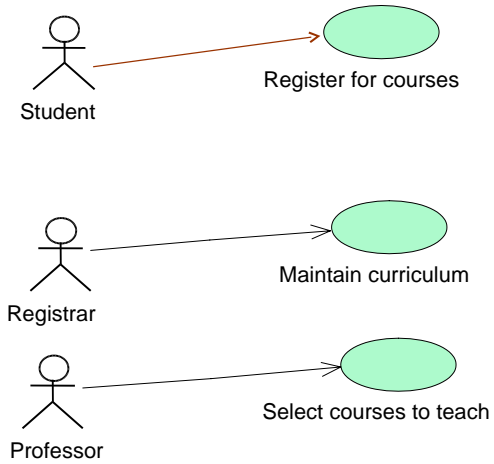 Register for courses
Student
Maintain curriculum
Registrar
Select courses to teach
Professor